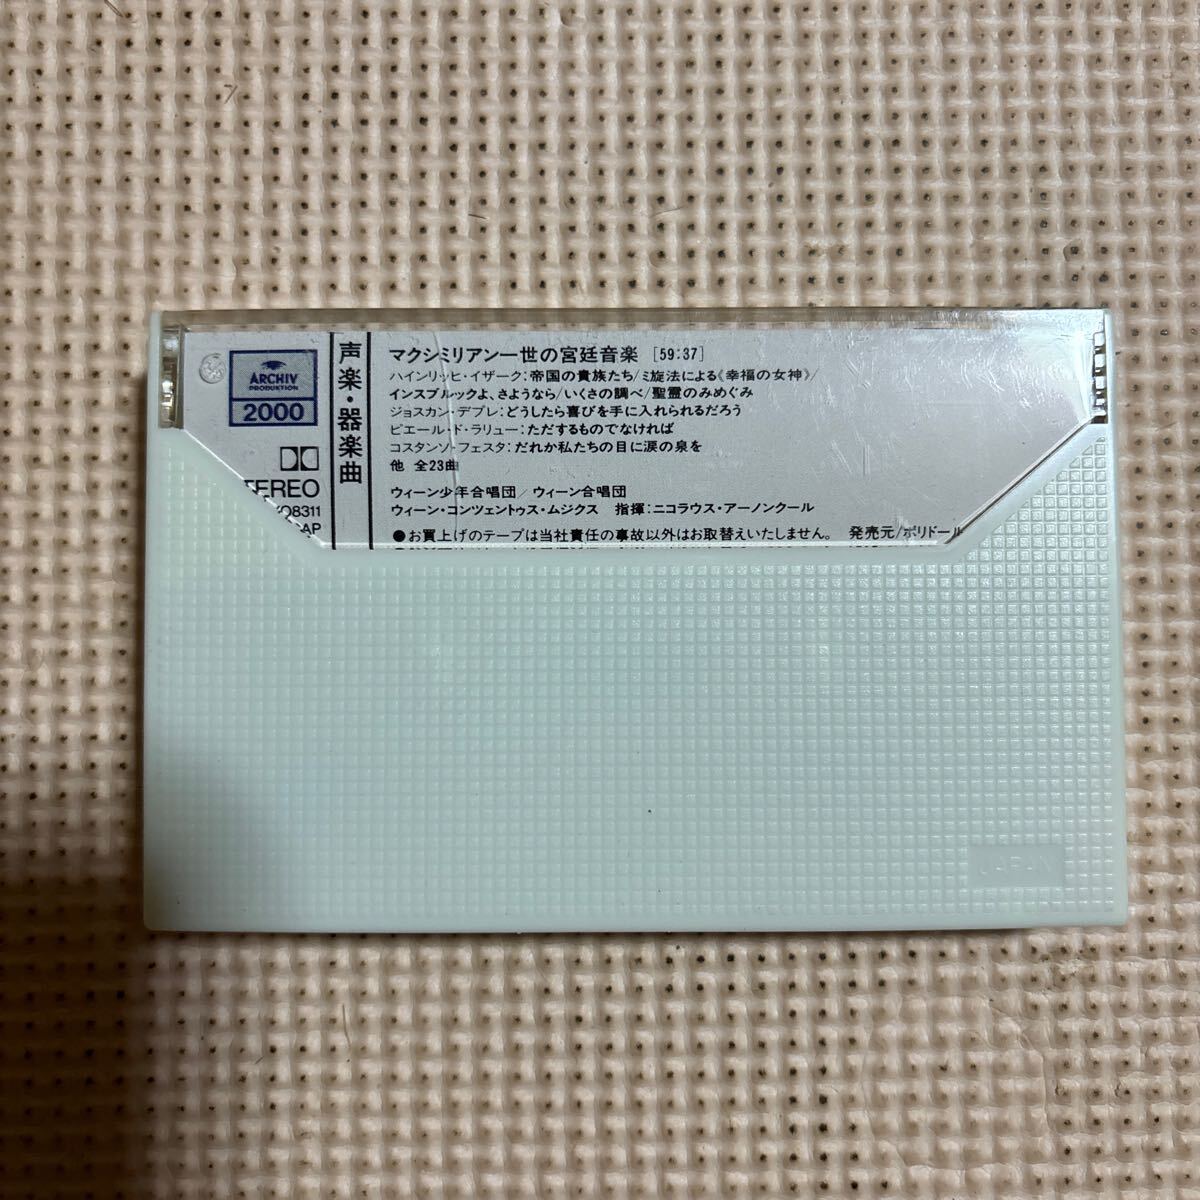 ARCHIV
PRODUKTION
2000
TEREO
8311
声楽・器楽曲
マクシミリアン一世の宮廷音楽 [59:37]
ハインリッヒ・イザーク:帝国の貴族たち/ミ旋法による《幸福の女神》/
インスブルックよ、さようなら/いくさの調べ/聖霊のみめぐみ
ジョスカン・デプレ:どうしたら喜びを手に入れられるだろう
ピエール・ド・ラリュー:ただするものでなければ
コスタンツォ・フェスタ:だれか私たちの目に涙の泉を
他 全23曲
ウィーン少年合唱団/ウィーン合唱団
ウィーン・コンツェントゥス・ムジクス 指揮:ニコラウス・アーノンクール
●お買上げのテープは当社責任の事故以外はお取替えいたしません。 発売元/ポリドール
JAPAN